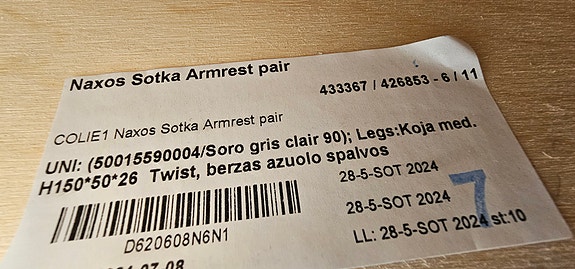 Naxos Sotka Armrest pair
433367 / 426853 - 6 / 11
COLIE1 Naxos Sotka Armrest pair
UNI: (50015590004/Soro gris clair 90); Legs:Koja med.
H150*50*26 Twist, berzas azuolo spalvos
28-5-SOT 2024
28-5-SOT 2024
7
LL: 28-5-SOT 2024 st:10
D620608N6N1